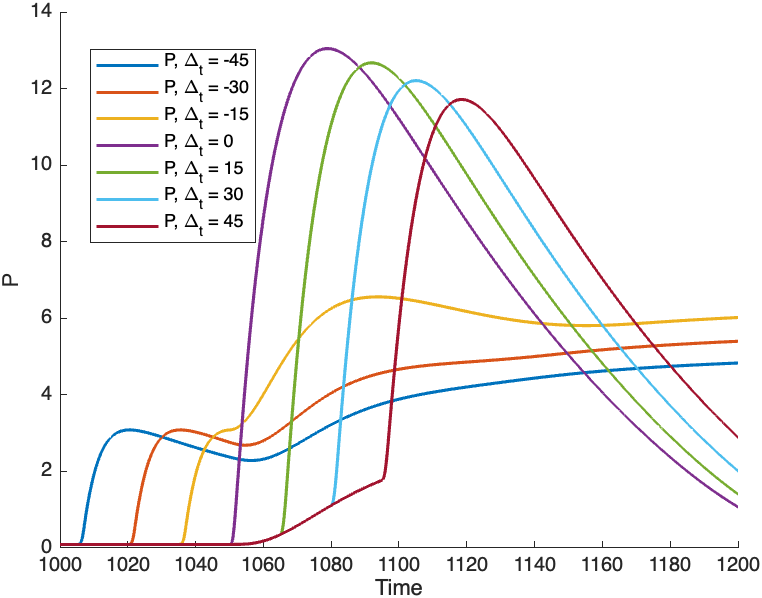 14
12
10
8
6
4
2
0
P
P, Δt = -45
P, Δt = -30
P, Δt = -15
P, Δt = 0
P, Δt = 15
P, Δt = 30
P, Δt = 45
1000 1020 1040 1060 1080 1100 1120 1140 1160 1180 1200
Time